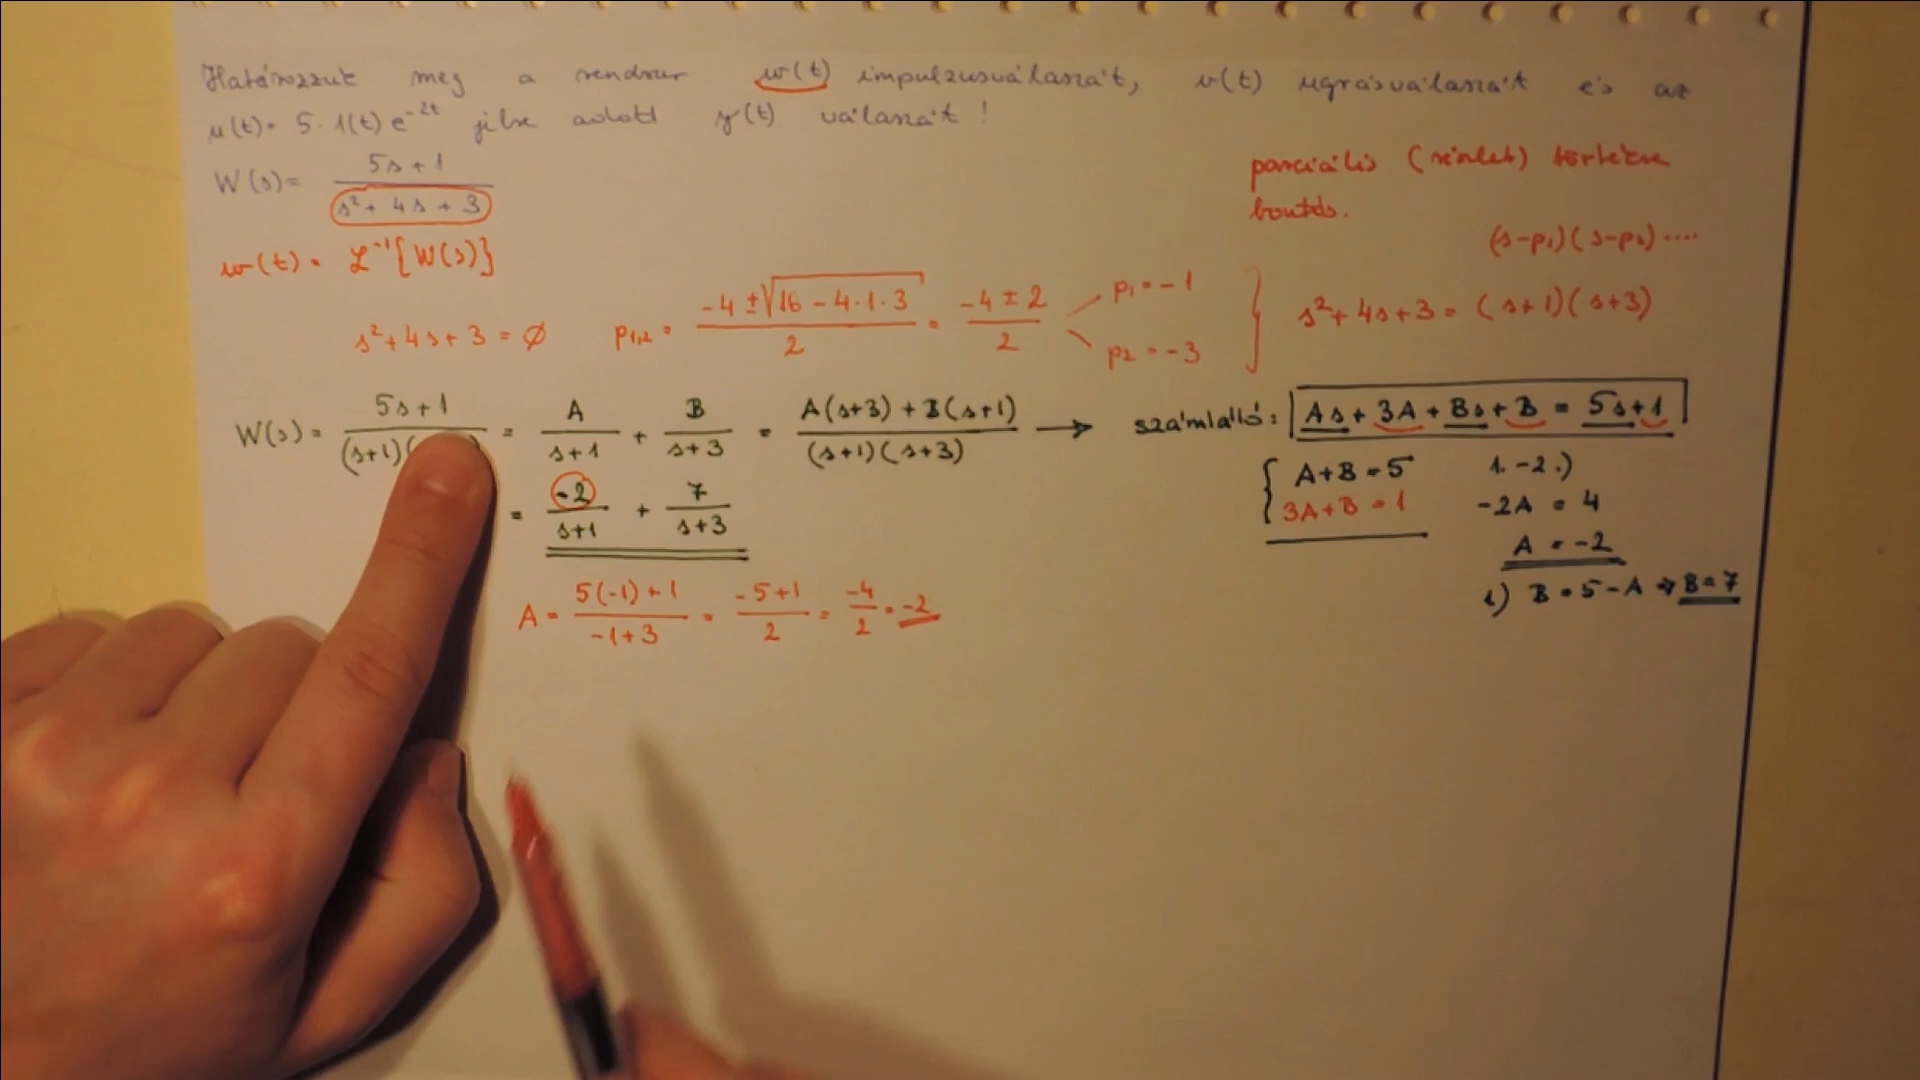 Határozzuk meg a rendszer w(t) impulzusválaszát, v(t) ugrásválaszát és az
u(t) = 5·1(t) e^-2t jelre adott y(t) válaszát!
W(s) = (5s+1)/(s²+4s+3)
parciális (részlet) törtekre
bontás.
(s-p1)(s-p2)....
w(t) = ℒ⁻¹{W(s)}
s²+4s+3 = ∅ p1,2 = (-4 ± √(16-4·1·3))/2 = (-4 ± 2)/2 p1 = -1 p2 = -3 } s²+4s+3 = (s+1)(s+3)
W(s) = (5s+1)/((s+1)( = A/(s+1) + B/(s+3) = (A(s+3) + B(s+1))/((s+1)(s+3)) → számláló: As + 3A + Bs + B = 5s+1
= -2/(s+1) + 7/(s+3)
{ A+B = 5 1.-2.)
3A+B = 1 -2A = 4
A = -2
1) B = 5-A ⇒ B = 7
A = (5(-1)+1)/(-1+3) = (-5+1)/2 = -4/2 = -2